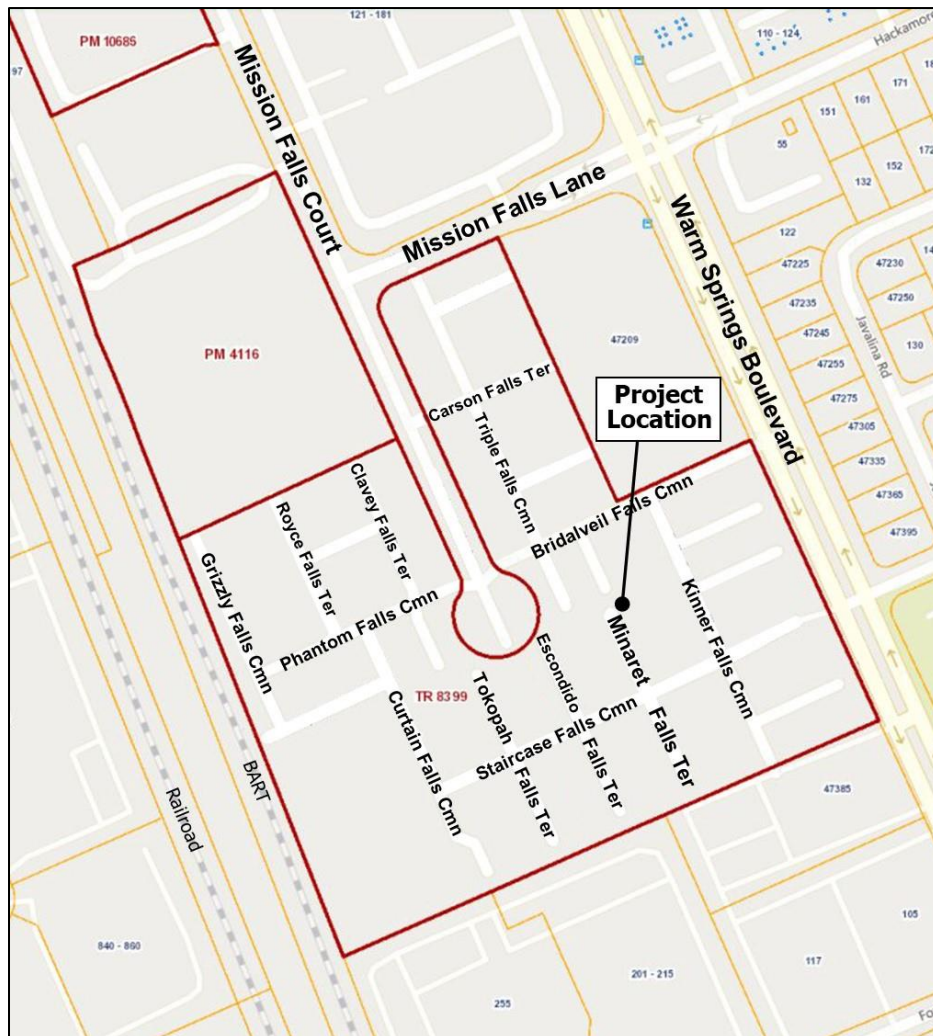 121 - 181
110 - 124
Hackamore
PM 10685
97
Mission Falls Court
171
161
151
55
152
132
Mission Falls Lane
Warm Springs Boulevard
122
47225
47230
47235
47250
47245
130
Javalina Rd
47209
PM 4116
47255
Carson Falls Ter
Project
Location
47275
Triple Falls Cmn
47305
47335
Clavey Falls Ter
Royce Falls Ter
Bridalveil Falls Cmn
47365
47395
Grizzly Falls Cmn
Phantom Falls Cmn
Kinner Falls Cmn
Minaret Falls Ter
Escondido Falls Ter
TR 8399
Tokopah Falls Ter
Curtain Falls Cmn
Staircase Falls Cmn
BART
Railroad
47385
105
840 - 860
117
201 - 215
255
Fo